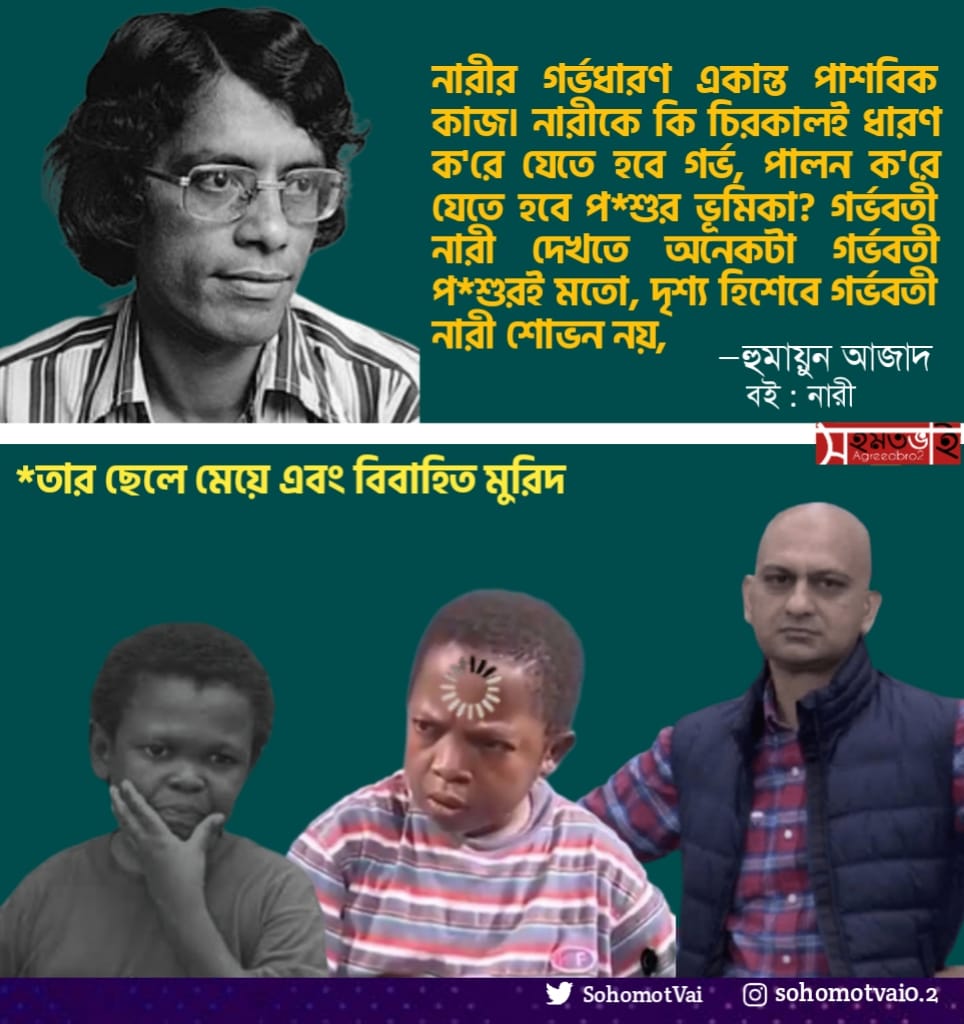 নারীর গর্ভধারণ একান্ত পাশবিক
কাজ। নারীকে কি চিরকালই ধারণ
ক'রে যেতে হবে গর্ভ, পালন ক'রে
যেতে হবে প*শুর ভূমিকা? গর্ভবতী
নারী দেখতে অনেকটা গর্ভবতী
প*শুরই মতো, দৃশ্য হিশেবে গর্ভবতী
নারী শোভন নয়,
–হুমায়ুন আজাদ
বই : নারী
সহমতভাই
Agreeabro2
*তার ছেলে মেয়ে এবং বিবাহিত মুরিদ
F
SohomotVai
sohomotvai0.2